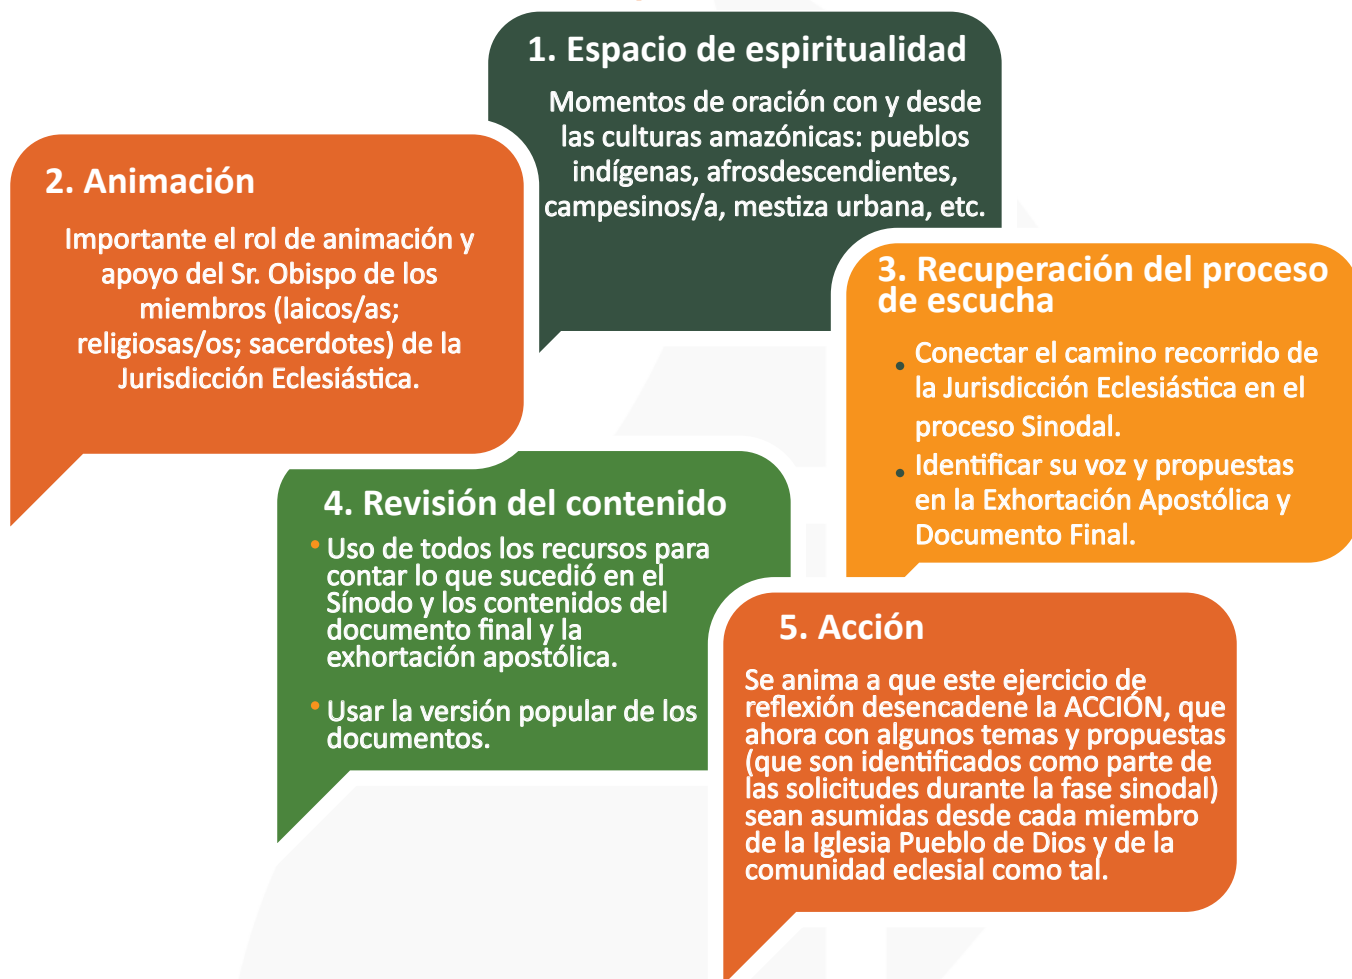 1. Espacio de espiritualidad
Momentos de oración con y desde
las culturas amazónicas: pueblos
indígenas, afrosdescendientes,
campesinos/a, mestiza urbana, etc.
2. Animación
Importante el rol de animación y
apoyo del Sr. Obispo de los
miembros (laicos/as;
religiosas/os; sacerdotes) de la
Jurisdicción Eclesiástica.
3. Recuperación del proceso
de escucha
• Conectar el camino recorrido de
la Jurisdicción Eclesiástica en el
proceso Sinodal.
• Identificar su voz y propuestas
en la Exhortación Apostólica y
Documento Final.
4. Revisión del contenido
• Uso de todos los recursos para
contar lo que sucedió en el
Sínodo y los contenidos del
documento final y la
exhortación apostólica.
• Usar la versión popular de los
documentos.
5. Acción
Se anima a que este ejercicio de
reflexión desencadene la ACCIÓN, que
ahora con algunos temas y propuestas
(que son identificados como parte de
las solicitudes durante la fase sinodal)
sean asumidas desde cada miembro
de la Iglesia Pueblo de Dios y de la
comunidad eclesial como tal.